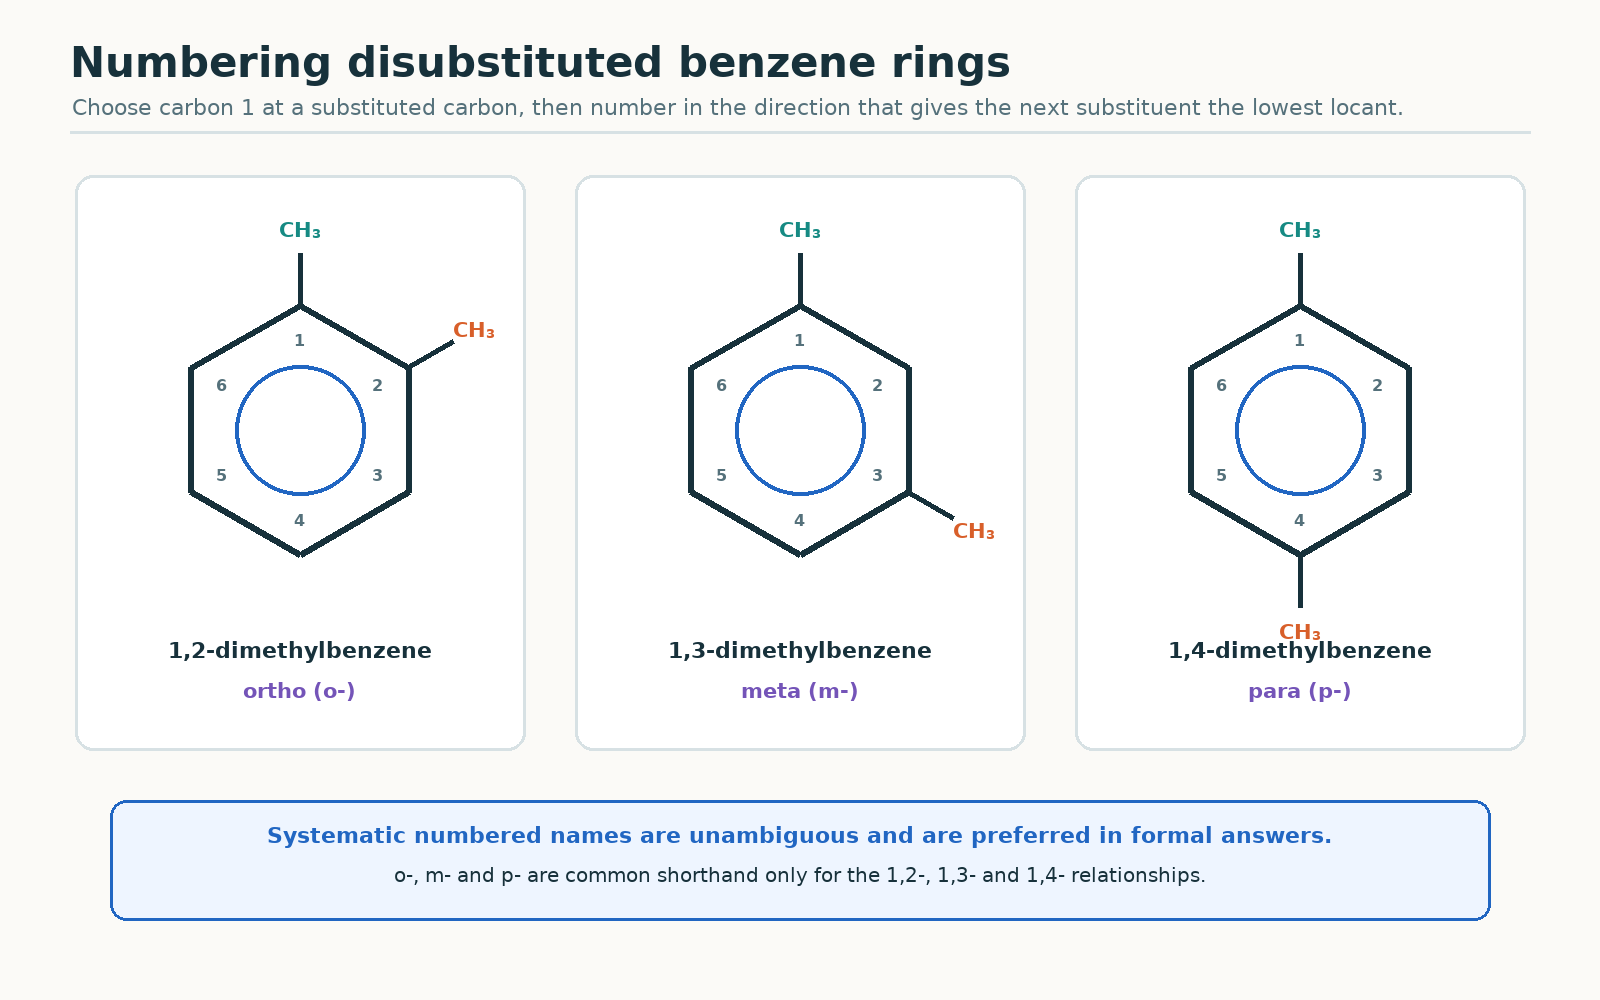 Numbering disubstituted benzene rings
Choose carbon 1 at a substituted carbon, then number in the direction that gives the next substituent the lowest locant.
CH₃
CH₃
1
6
2
5
3
4
1,2-dimethylbenzene
ortho (o-)
CH₃
1
6
2
5
3
4
CH₃
1,3-dimethylbenzene
meta (m-)
CH₃
1
6
2
5
3
4
CH₃
1,4-dimethylbenzene
para (p-)
Systematic numbered names are unambiguous and are preferred in formal answers.
o-, m- and p- are common shorthand only for the 1,2-, 1,3- and 1,4- relationships.